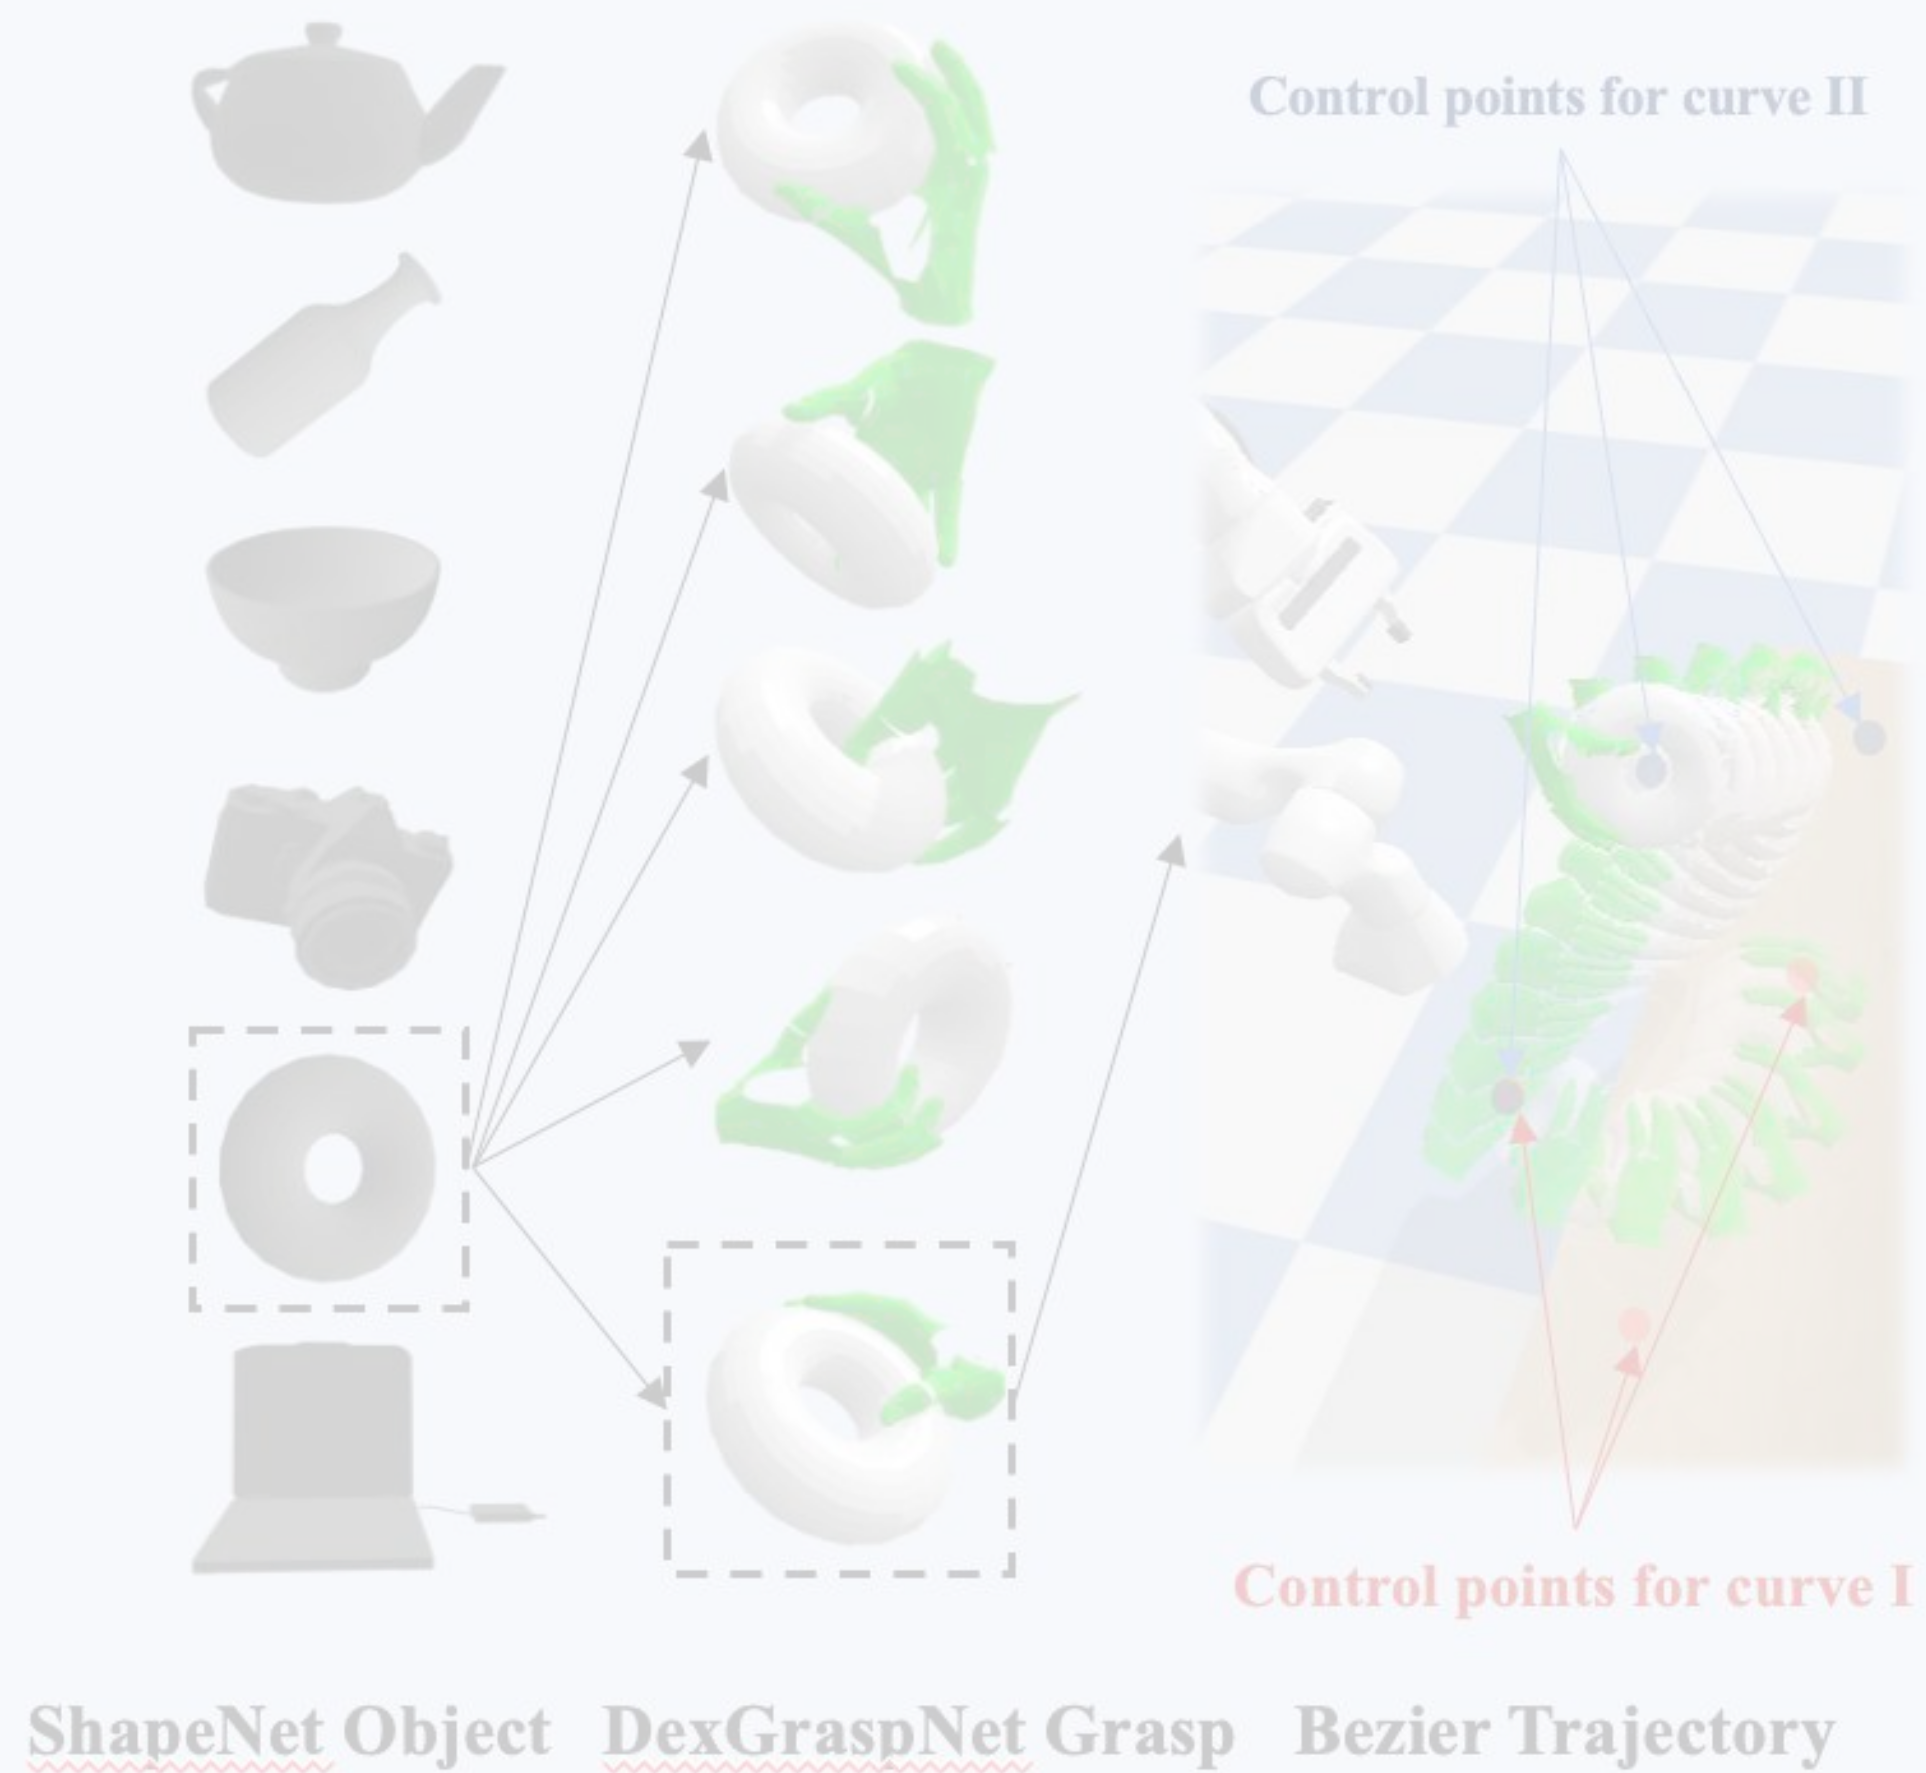 Control points for curve II
Control points for curve I
ShapeNet Object DexGraspNet Grasp Bezier Trajectory